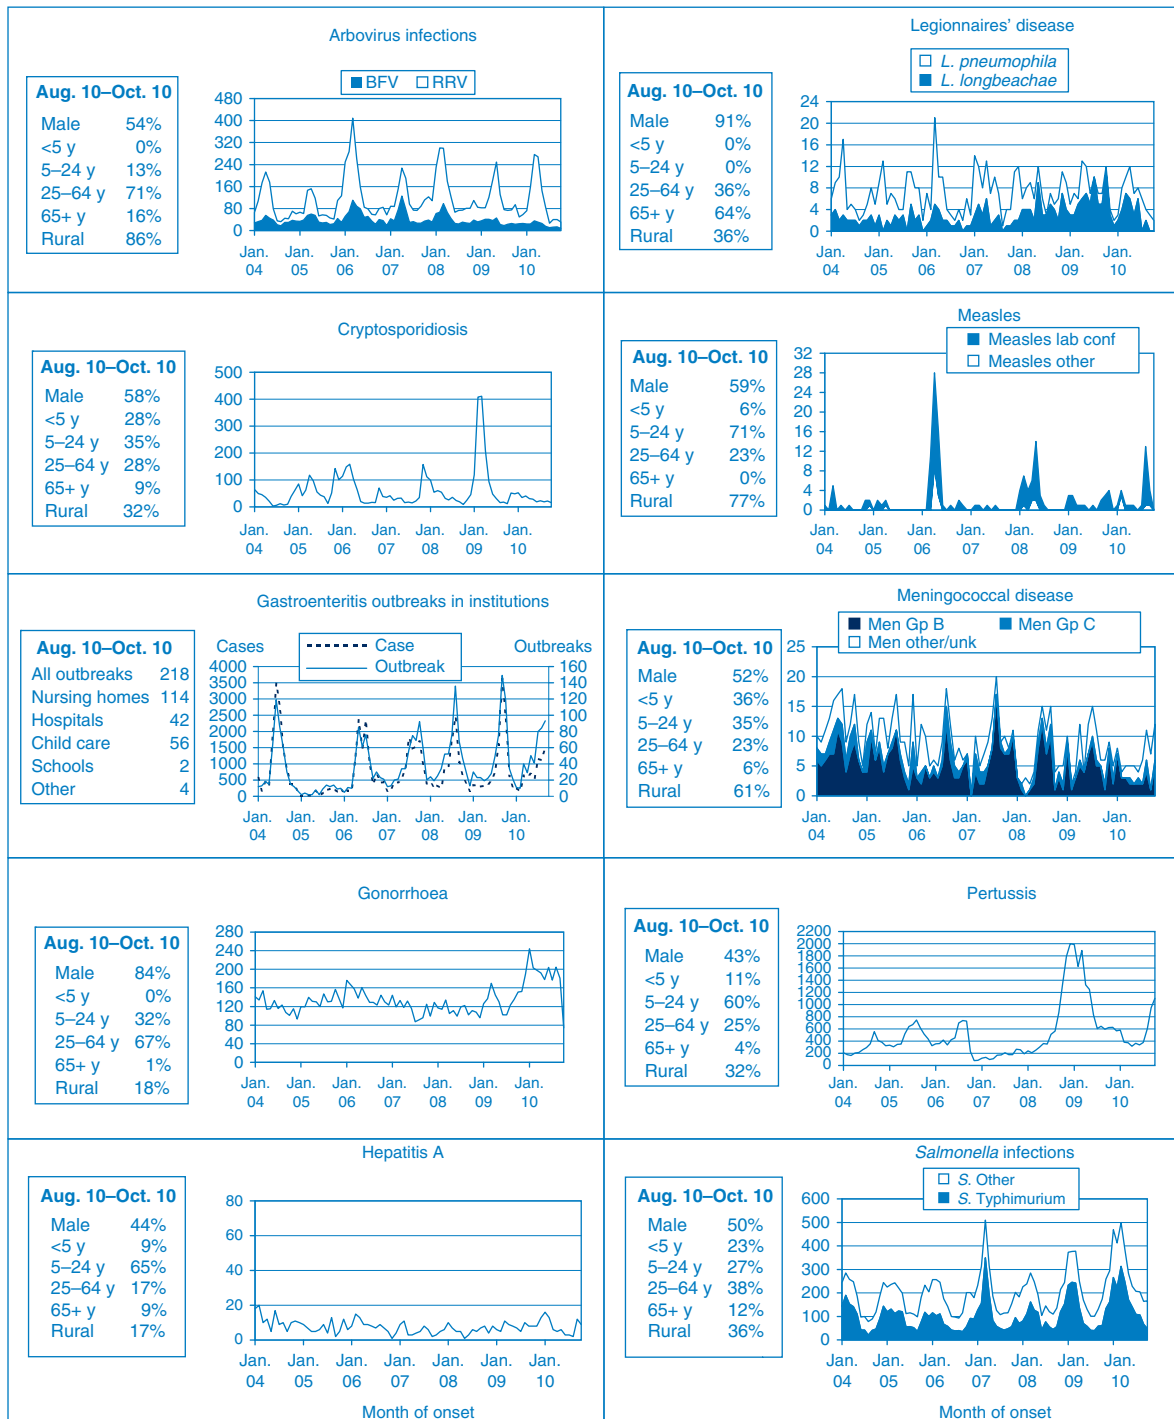 Arbovirus infections
BFV RRV
Aug. 10–Oct. 10
Male 54%
<5 y 0%
5–24 y 13%
25–64 y 71%
65+ y 16%
Rural 86%
480
400
320
240
160
80
0
Jan. Jan. Jan. Jan. Jan. Jan. Jan.
04 05 06 07 08 09 10
Legionnaires' disease
L. pneumophila
L. longbeachae
Aug. 10–Oct. 10
Male 91%
<5 y 0%
5–24 y 0%
25–64 y 36%
65+ y 64%
Rural 36%
24
20
16
12
8
4
0
Jan. Jan. Jan. Jan. Jan. Jan. Jan.
04 05 06 07 08 09 10
Cryptosporidiosis
Aug. 10–Oct. 10
Male 58%
<5 y 28%
5–24 y 35%
25–64 y 28%
65+ y 9%
Rural 32%
500
400
300
200
100
0
Jan. Jan. Jan. Jan. Jan. Jan. Jan.
04 05 06 07 08 09 10
Measles
Measles lab conf
Measles other
Aug. 10–Oct. 10
Male 59%
<5 y 6%
5–24 y 71%
25–64 y 23%
65+ y 0%
Rural 77%
32
28
24
20
16
12
8
4
0
Jan. Jan. Jan. Jan. Jan. Jan. Jan.
04 05 06 07 08 09 10
Gastroenteritis outbreaks in institutions
Aug. 10–Oct. 10
All outbreaks 218
Nursing homes 114
Hospitals 42
Child care 56
Schools 2
Other 4
Cases Outbreaks
Case
Outbreak
4000 160
3500 140
3000 120
2500 100
2000 80
1500 60
1000 40
500 20
0 0
Jan. Jan. Jan. Jan. Jan. Jan. Jan.
04 05 06 07 08 09 10
Meningococcal disease
Men Gp B Men Gp C
Men other/unk
Aug. 10–Oct. 10
Male 52%
<5 y 36%
5–24 y 35%
25–64 y 23%
65+ y 6%
Rural 61%
25
20
15
10
5
0
Jan. Jan. Jan. Jan. Jan. Jan. Jan.
04 05 06 07 08 09 10
Gonorrhoea
Aug. 10–Oct. 10
Male 84%
<5 y 0%
5–24 y 32%
25–64 y 67%
65+ y 1%
Rural 18%
280
240
200
160
120
80
40
0
Jan. Jan. Jan. Jan. Jan. Jan. Jan.
04 05 06 07 08 09 10
Pertussis
Aug. 10–Oct. 10
Male 43%
<5 y 11%
5–24 y 60%
25–64 y 25%
65+ y 4%
Rural 32%
2200
2000
1800
1600
1400
1200
1000
800
600
400
200
0
Jan. Jan. Jan. Jan. Jan. Jan. Jan.
04 05 06 07 08 09 10
Hepatitis A
Aug. 10–Oct. 10
Male 44%
<5 y 9%
5–24 y 65%
25–64 y 17%
65+ y 9%
Rural 17%
80
60
40
20
0
Jan. Jan. Jan. Jan. Jan. Jan. Jan.
04 05 06 07 08 09 10
Month of onset
Salmonella infections
S. Other
S. Typhimurium
Aug. 10–Oct. 10
Male 50%
<5 y 23%
5–24 y 27%
25–64 y 38%
65+ y 12%
Rural 36%
600
500
400
300
200
100
0
Jan. Jan. Jan. Jan. Jan. Jan. Jan.
04 05 06 07 08 09 10
Month of onset